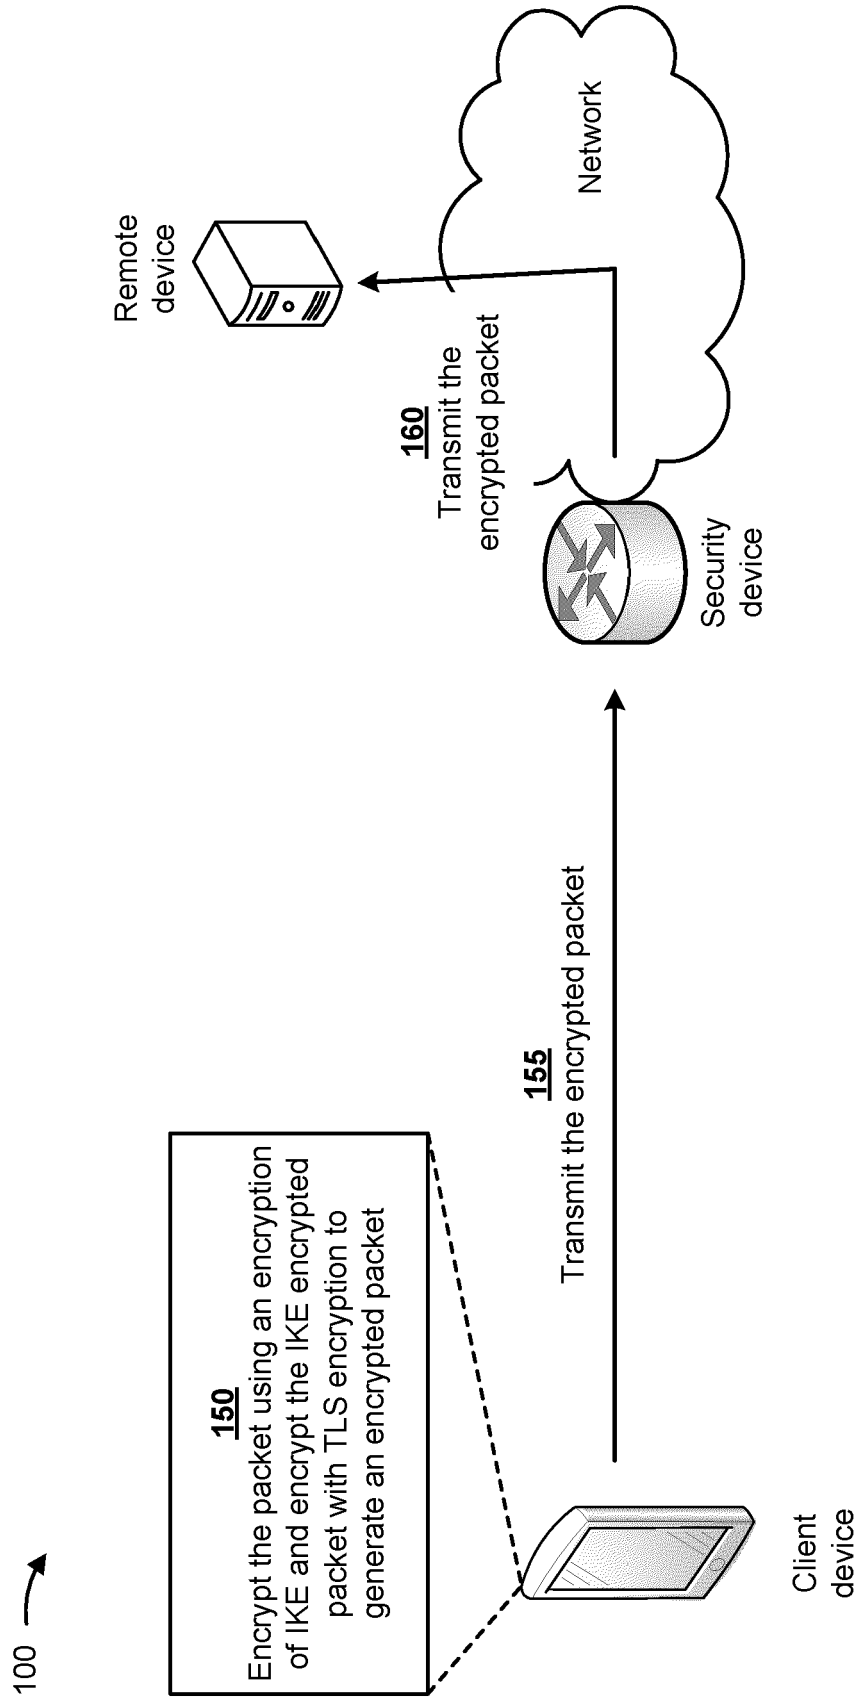 100
150
Encrypt the packet using an encryption
of IKE and encrypt the IKE encrypted
packet with TLS encryption to
generate an encrypted packet
Client
device
155
Transmit the encrypted packet
Security
device
160
Transmit the
encrypted packet
Remote
device
Network